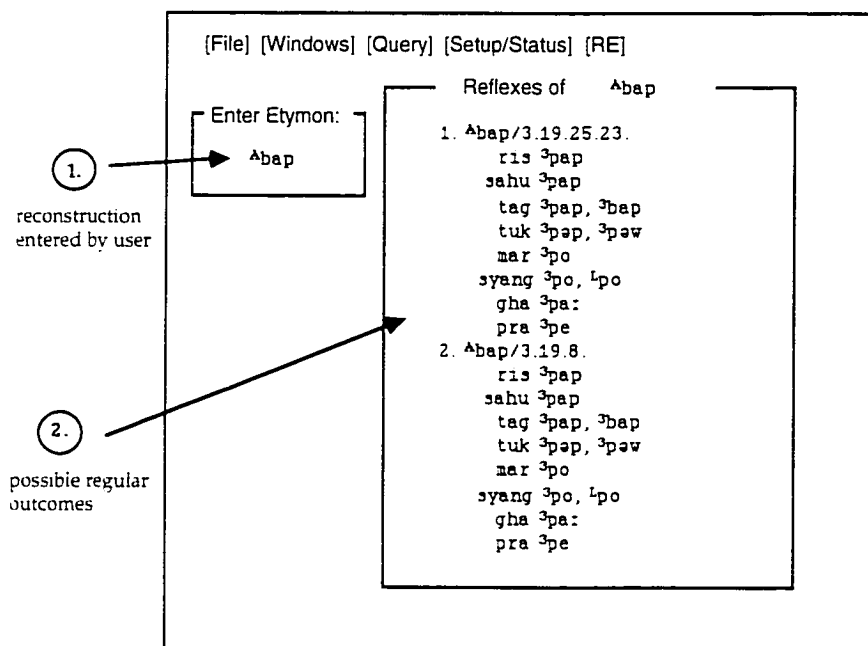 [File] [Windows] [Query] [Setup/Status] [RE]
Reflexes of ᴬbap
Enter Etymon:
ᴬbap
1. ᴬbap/3.19.25.23.
ris ³pap
sahu ³pap
tag ³pap, ³bap
tuk ³pəp, ³pəw
mar ³po
syang ³po, ᴸpo
gha ³pa:
pra ³pe
2. ᴬbap/3.19.8.
ris ³pap
sahu ³pap
tag ³pap, ³bap
tuk ³pəp, ³pəw
mar ³po
syang ³po, ᴸpo
gha ³pa:
pra ³pe
1.
reconstruction
entered by user
2.
possible regular
outcomes